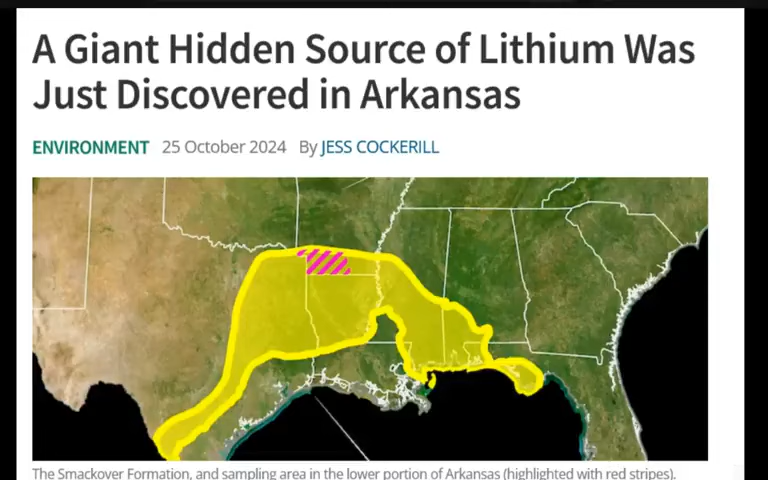 A Giant Hidden Source of Lithium Was
Just Discovered in Arkansas
ENVIRONMENT 25 October 2024 By JESS COCKERILL
The Smackover Formation, and sampling area in the lower portion of Arkansas (highlighted with red stripes).